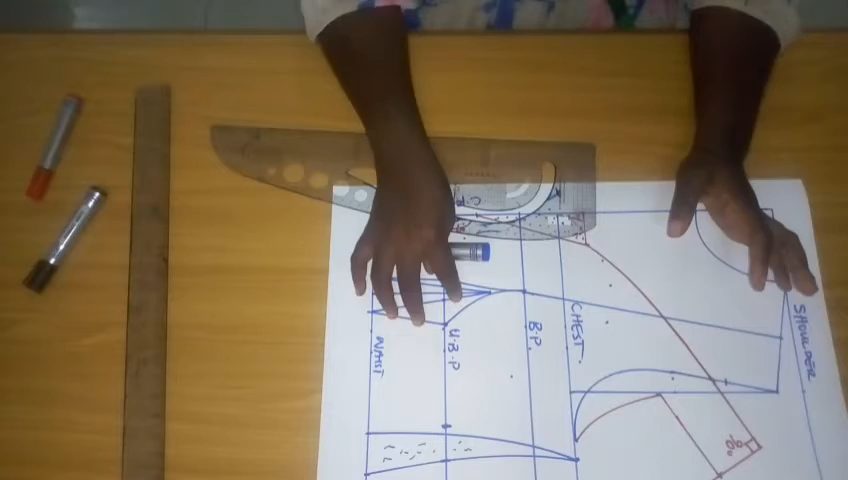 SHOULDER
CHEST.
B.P.
U.B.P
WAIST